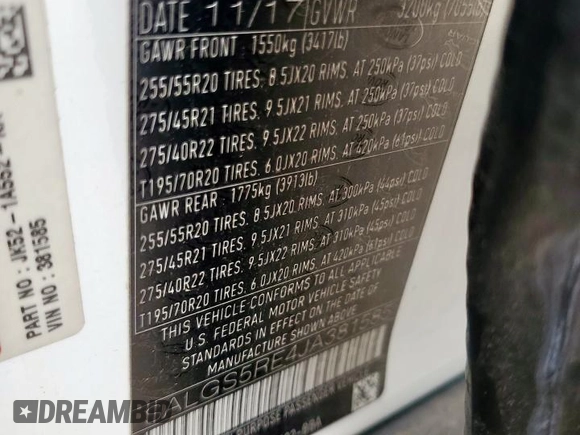 DATE 11/17 GVWR 3200kg (7055lb)
GAWR FRONT : 1550kg (3417lb)
255/55R20 TIRES. 8.5JX20 RIMS. AT 250kPa (37psi) COLD
275/45R21 TIRES. 9.5JX21 RIMS. AT 250kPa (37psi) COLD
275/40R22 TIRES. 9.5JX22 RIMS. AT 250kPa (37psi) COLD
T195/70R20 TIRES. 6.0JX20 RIMS. AT 420kPa (61psi) COLD
GAWR REAR : 1775kg (3913lb)
255/55R20 TIRES. 8.5JX20 RIMS. AT 300kPa (44psi) COLD
275/45R21 TIRES. 9.5JX21 RIMS. AT 310kPa (45psi) COLD
275/40R22 TIRES. 9.5JX22 RIMS. AT 310kPa (45psi) COLD
T195/70R20 TIRES. 6.0JX20 RIMS. AT 420kPa (61psi) COLD
THIS VEHICLE CONFORMS TO ALL APPLICABLE
U.S. FEDERAL MOTOR VEHICLE SAFETY
STANDARDS IN EFFECT ON THE DATE OF
MANUFACTURE SHOWN ABOVE
PART NO : JK52 -
VIN NO : 381585
DREAMBID